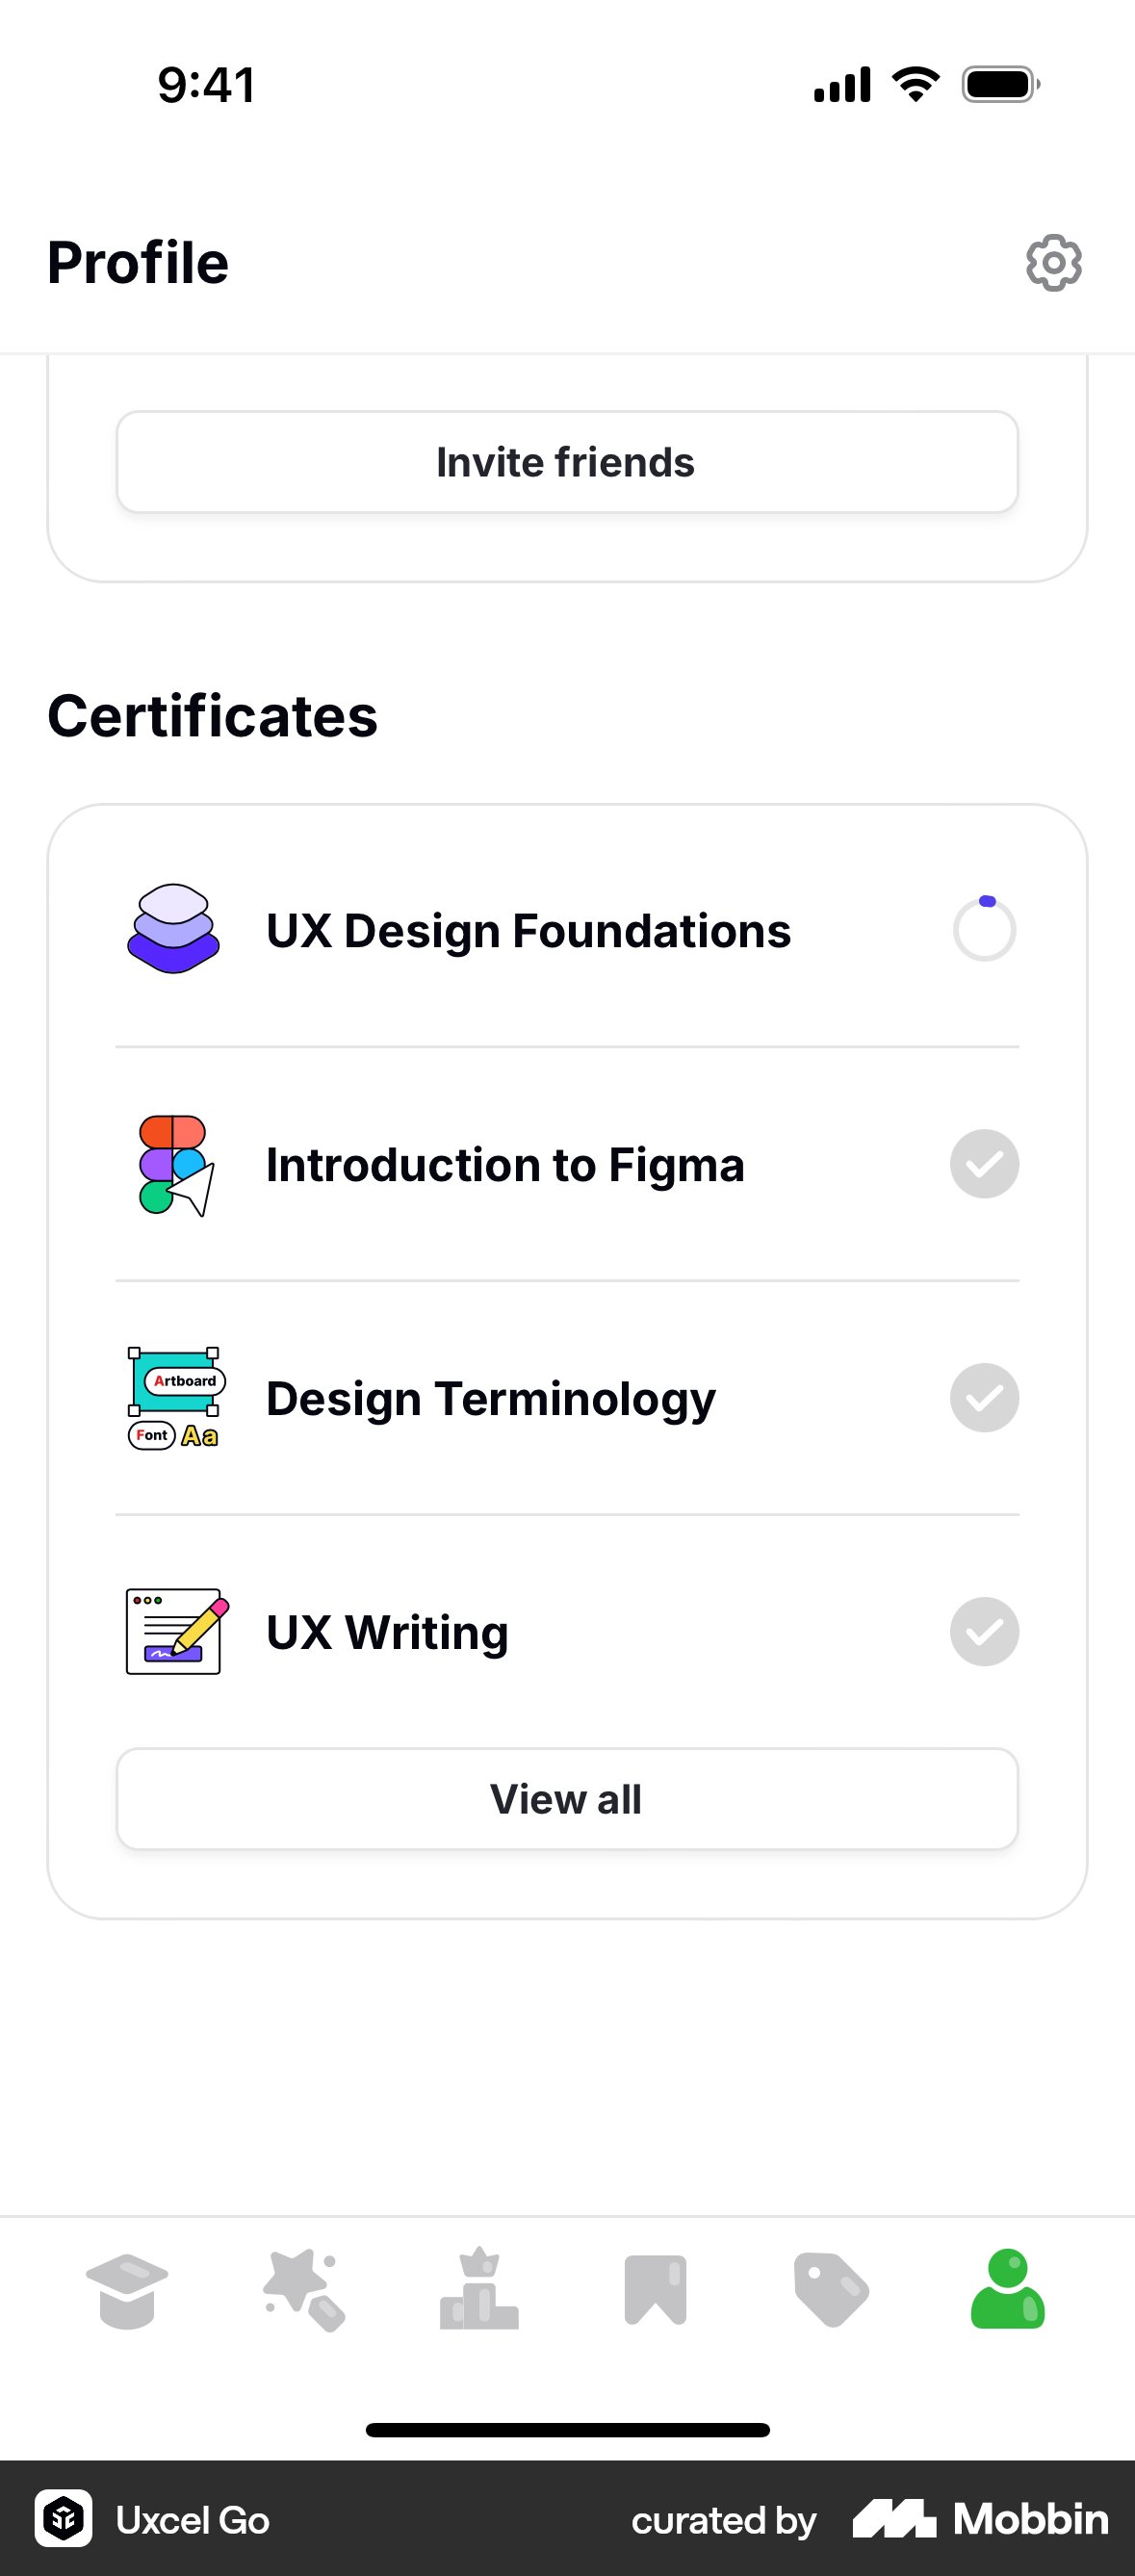 9:41
Profile
Invite friends
Certificates
UX Design Foundations
Introduction to Figma
Artboard
Font Aa
Design Terminology
UX Writing
View all
Uxcel Go
curated by Mobbin